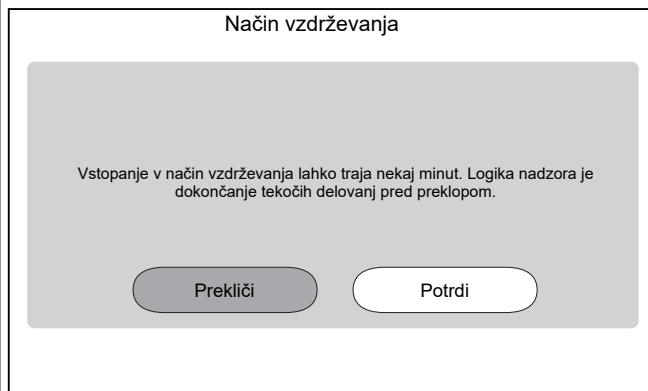 Način vzdrževanja
Vstopanje v način vzdrževanja lahko traja nekaj minut. Logika nadzora je
dokončanje tekočih delovanj pred preklopom.
Prekliči
Potrdi